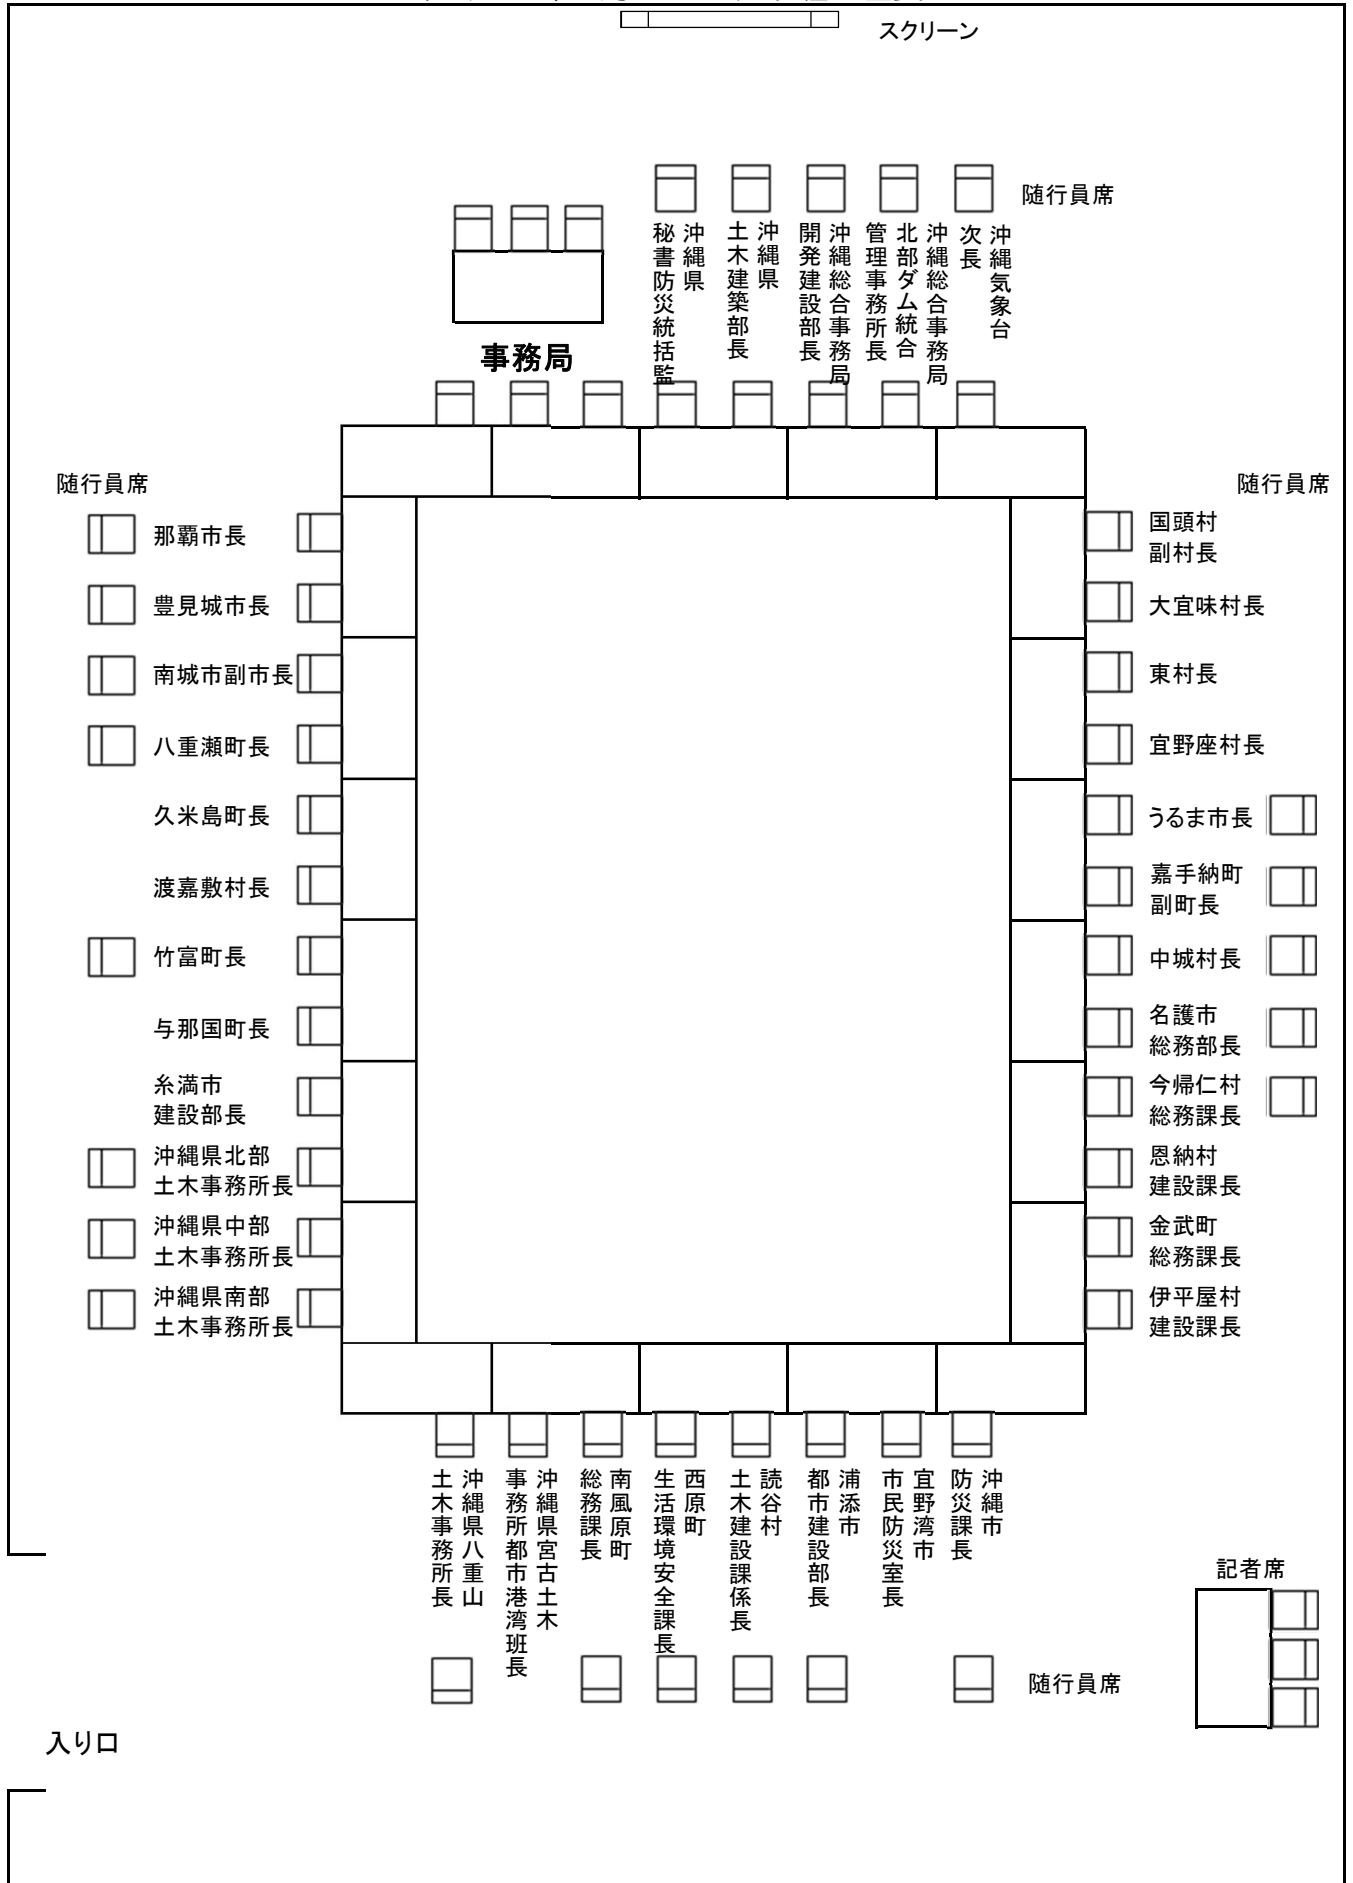 スクリーン
随行員席
沖縄県
秘書防災統括監
沖縄県
土木建築部長
沖縄総合事務局
開発建設部長
沖縄総合事務局
北部ダム統合
管理事務所長
沖縄気象台
次長
事務局
随行員席
那覇市長
豊見城市長
南城市副市長
八重瀬町長
久米島町長
渡嘉敷村長
竹富町長
与那国町長
糸満市
建設部長
沖縄県北部
土木事務所長
沖縄県中部
土木事務所長
沖縄県南部
土木事務所長
随行員席
国頭村
副村長
大宜味村長
東村長
宜野座村長
うるま市長
嘉手納町
副町長
中城村長
名護市
総務部長
今帰仁村
総務課長
恩納村
建設課長
金武町
総務課長
伊平屋村
建設課長
沖縄県八重山
土木事務所長
沖縄県宮古土木
事務所都市港湾班長
南風原町
総務課長
西原町
生活環境安全課長
読谷村
土木建設課係長
浦添市
都市建設部長
宜野湾市
市民防災室長
沖縄市
防災課長
随行員席
記者席
入り口